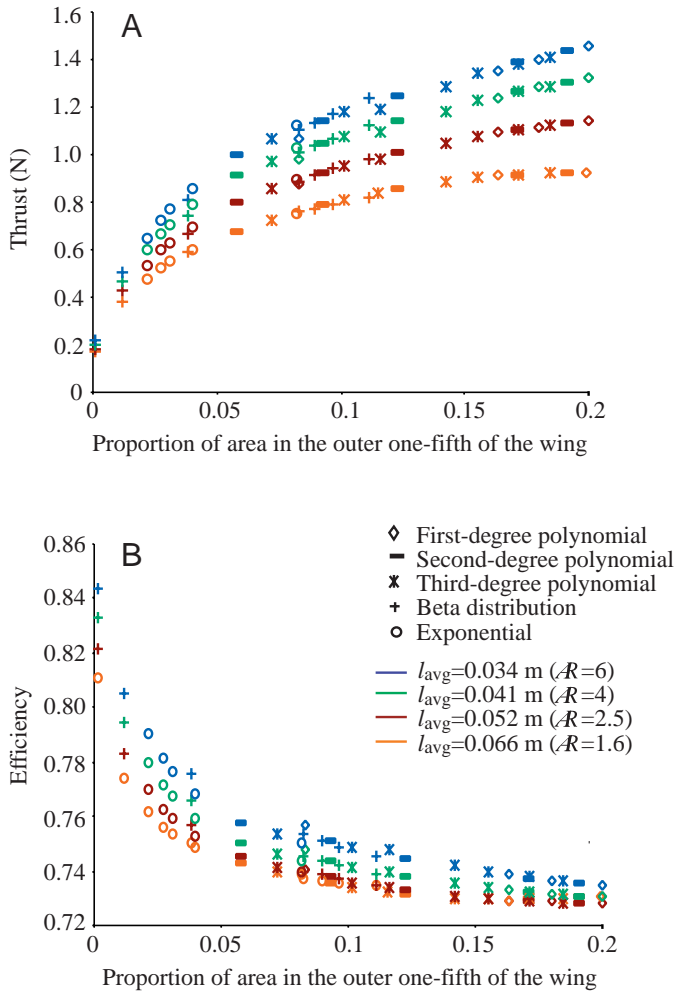 A
1.6
1.4
1.2
1.0
0.8
0.6
0.4
0.2
0
Thrust (N)
0
0.05
0.1
0.15
0.2
Proportion of area in the outer one-fifth of the wing
B
0.86
0.84
0.82
0.80
0.78
0.76
0.74
0.72
Efficiency
First-degree polynomial
Second-degree polynomial
Third-degree polynomial
Beta distribution
Exponential
lavg=0.034 m (AR=6)
lavg=0.041 m (AR=4)
lavg=0.052 m (AR=2.5)
lavg=0.066 m (AR=1.6)
0
0.05
0.1
0.15
0.2
Proportion of area in the outer one-fifth of the wing